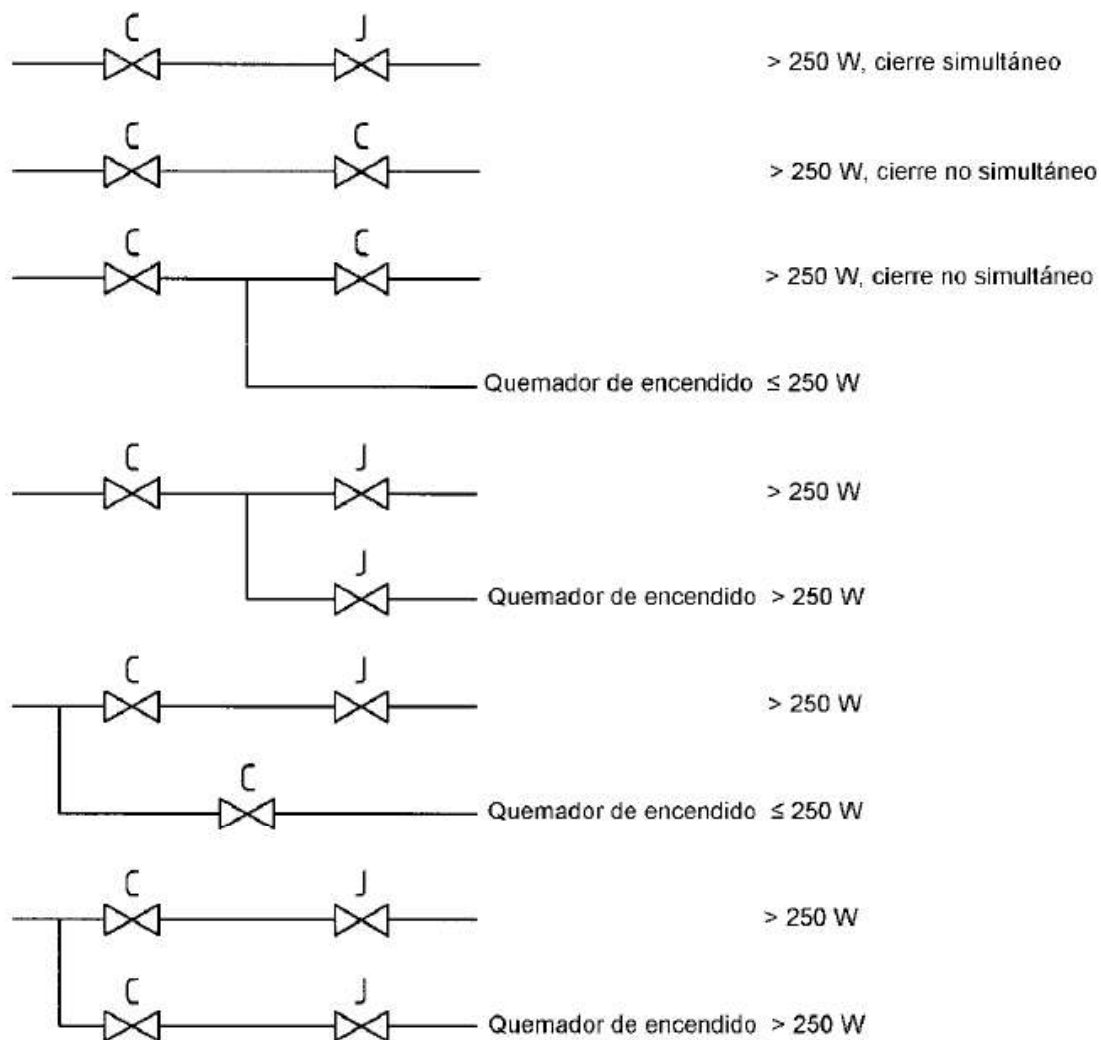 C J
> 250 W, cierre simultáneo
C C
> 250 W, cierre no simultáneo
C C
> 250 W, cierre no simultáneo
Quemador de encendido ≤ 250 W
C J
> 250 W
J
Quemador de encendido > 250 W
C J
> 250 W
C
Quemador de encendido ≤ 250 W
C J
> 250 W
C J
Quemador de encendido > 250 W